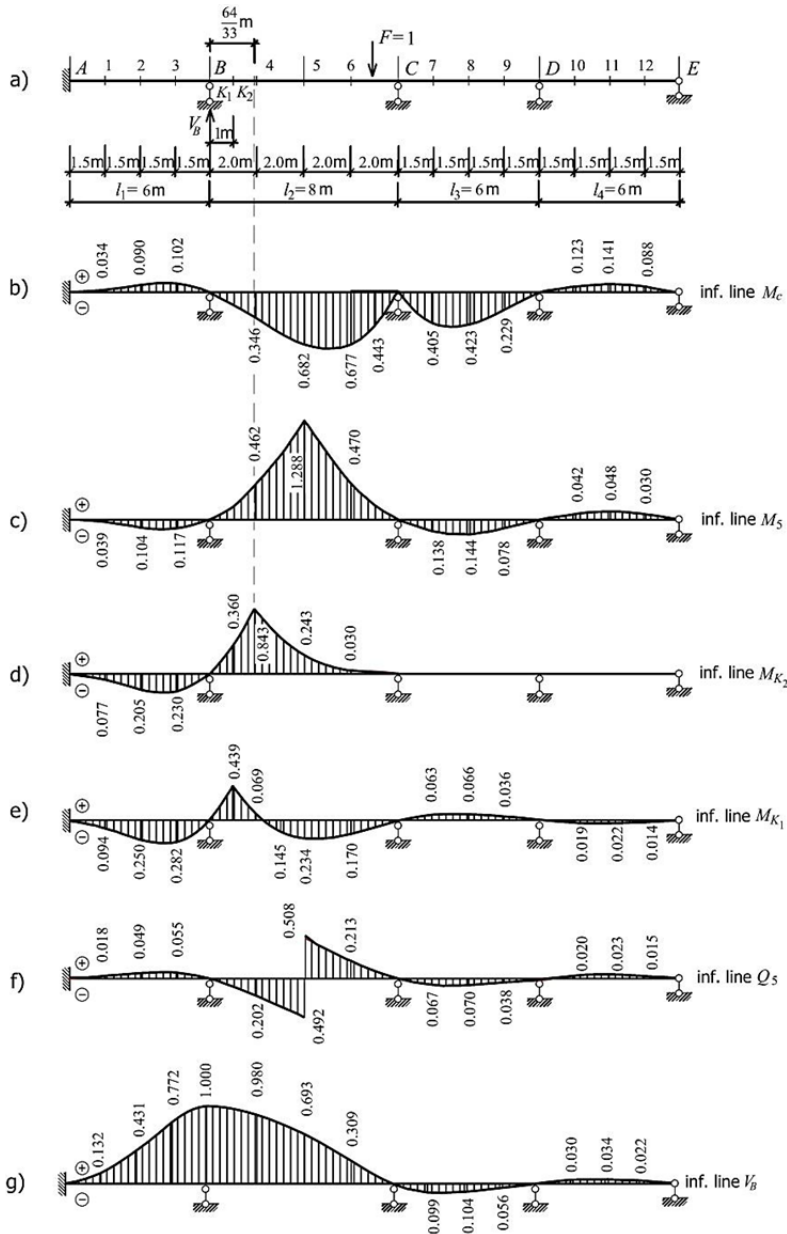 64/33 m
F=1
a)
A 1 2 3 B 4 5 6 C 7 8 9 D 10 11 12 E
K₁ K₂
V_B
1m
1.5m 1.5m 1.5m 1.5m 2.0m 2.0m 2.0m 2.0m 1.5m 1.5m 1.5m 1.5m 1.5m 1.5m 1.5m 1.5m
l₁=6m l₂=8m l₃=6m l₄=6m
0.034 0.090 0.102 0.123 0.141 0.088
b) ⊕ ⊖ inf. line M_c
0.346 0.682 0.677 0.443 0.405 0.423 0.229
0.462 1.288 0.470 0.042 0.048 0.030
c) ⊕ ⊖ inf. line M₅
0.039 0.104 0.117 0.138 0.144 0.078
0.360 0.843 0.243 0.030
d) ⊕ ⊖ inf. line M_K₂
0.077 0.205 0.230
0.439 0.069 0.063 0.066 0.036
e) ⊕ ⊖ inf. line M_K₁
0.094 0.250 0.282 0.145 0.234 0.170 0.019 0.022 0.014
0.018 0.049 0.055 0.508 0.213 0.020 0.023 0.015
f) ⊕ ⊖ inf. line Q₅
0.202 0.492 0.067 0.070 0.038
0.132 0.431 0.772 1.000 0.980 0.693 0.309 0.030 0.034 0.022
g) ⊕ ⊖ inf. line V_B
0.099 0.104 0.056